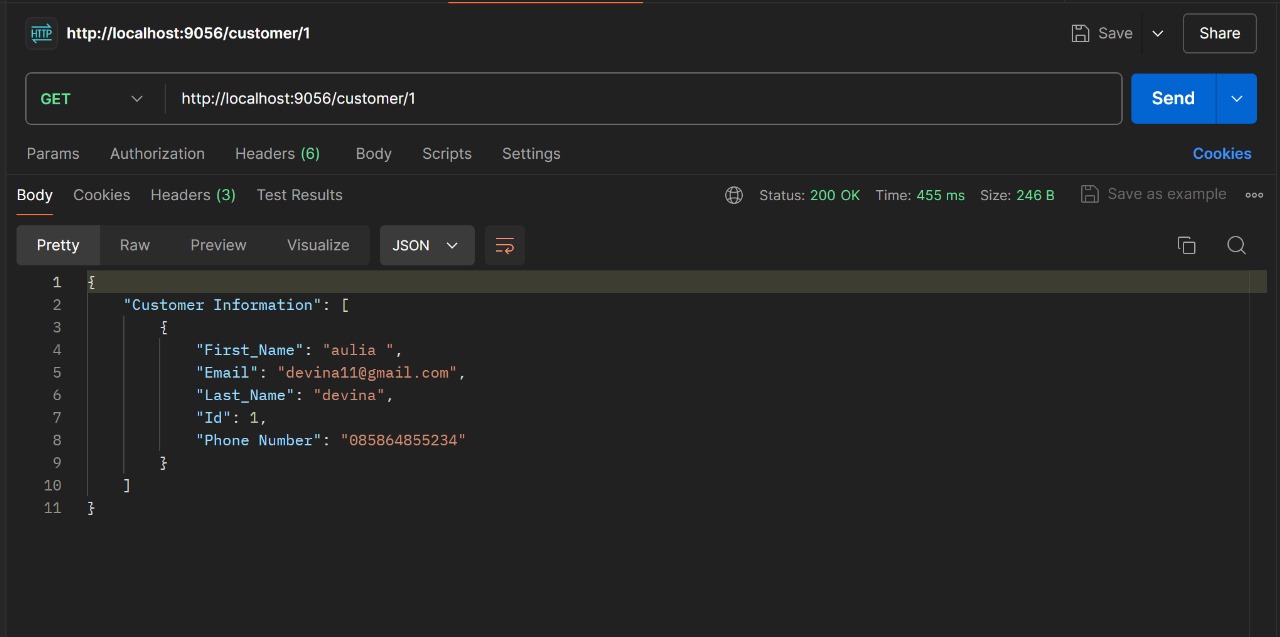 HTTP http://localhost:9056/customer/1 Save Share
GET http://localhost:9056/customer/1 Send
Params Authorization Headers (6) Body Scripts Settings Cookies
Body Cookies Headers (3) Test Results Status: 200 OK Time: 455 ms Size: 246 B Save as example
Pretty Raw Preview Visualize JSON
1 {
2 "Customer Information": [
3 {
4 "First_Name": "aulia ",
5 "Email": "devina11@gmail.com",
6 "Last_Name": "devina",
7 "Id": 1,
8 "Phone Number": "085864855234"
9 }
10 ]
11 }